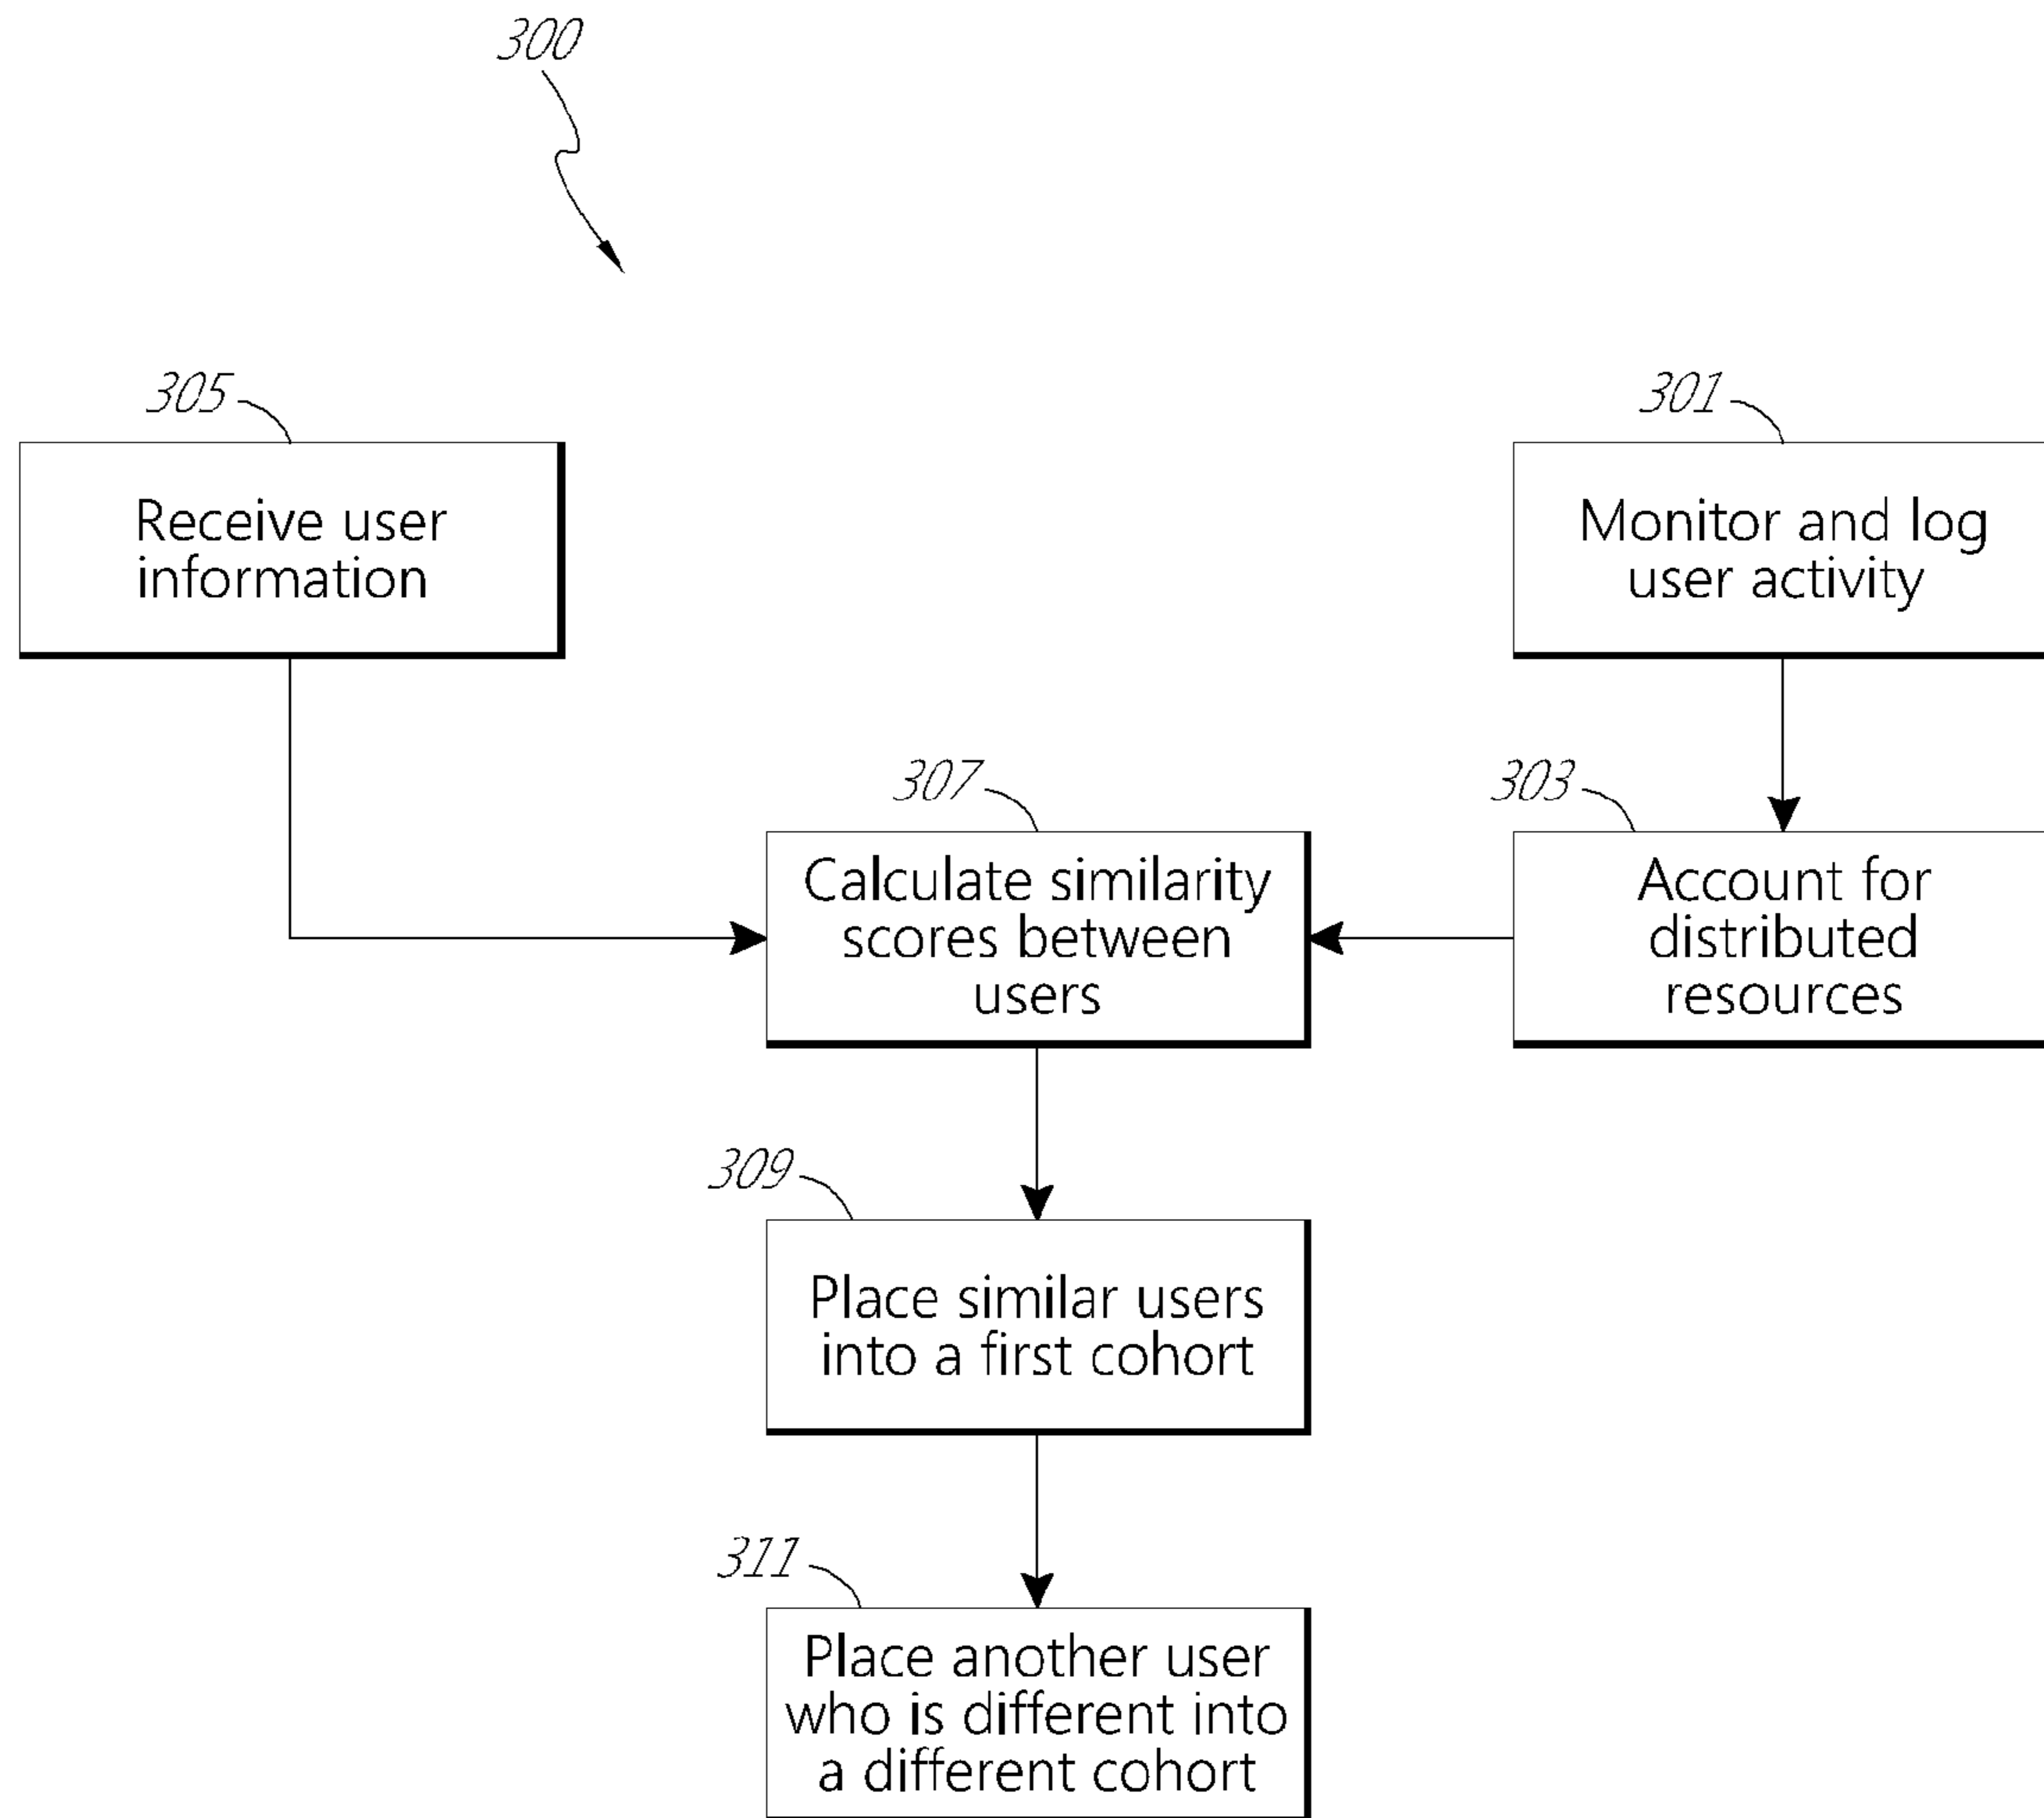 300
305
Receive user
information
301
Monitor and log
user activity
307
Calculate similarity
scores between
users
303
Account for
distributed
resources
309
Place similar users
into a first cohort
311
Place another user
who is different into
a different cohort